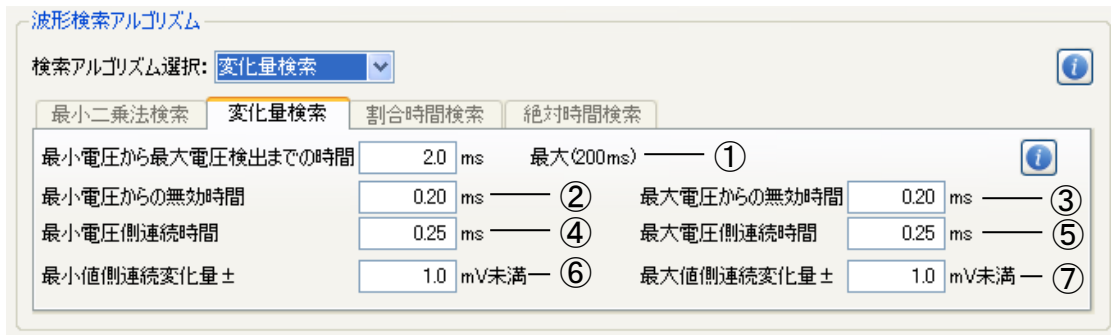 波形検索アルゴリズム
検索アルゴリズム選択: 変化量検索
最小二乗法検索 変化量検索 割合時間検索 絶対時間検索
最小電圧から最大電圧検出までの時間 2.0 ms 最大(200ms) ①
最小電圧からの無効時間 0.20 ms ② 最大電圧からの無効時間 0.20 ms ③
最小電圧側連続時間 0.25 ms ④ 最大電圧側連続時間 0.25 ms ⑤
最小値側連続変化量± 1.0 mV未満 ⑥ 最大値側連続変化量± 1.0 mV未満 ⑦